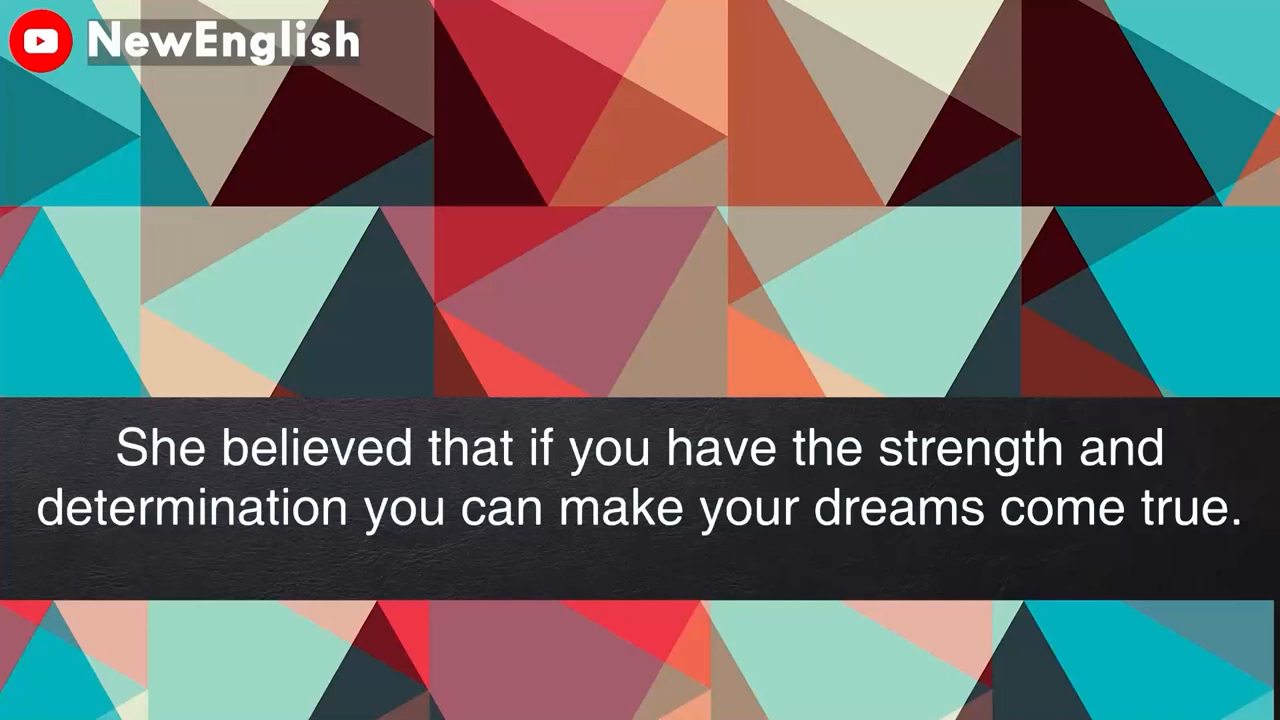 NewEnglish
She believed that if you have the strength and
determination you can make your dreams come true.